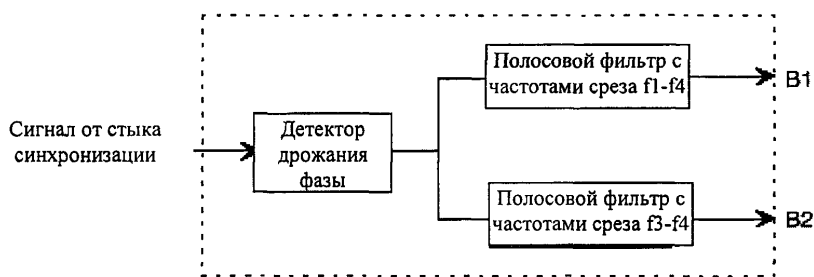 Полосовой фильтр с
частотами среза f1-f4
B1
Сигнал от стыка
синхронизации
Детектор
дрожания
фазы
Полосовой фильтр с
частотами среза f3-f4
B2